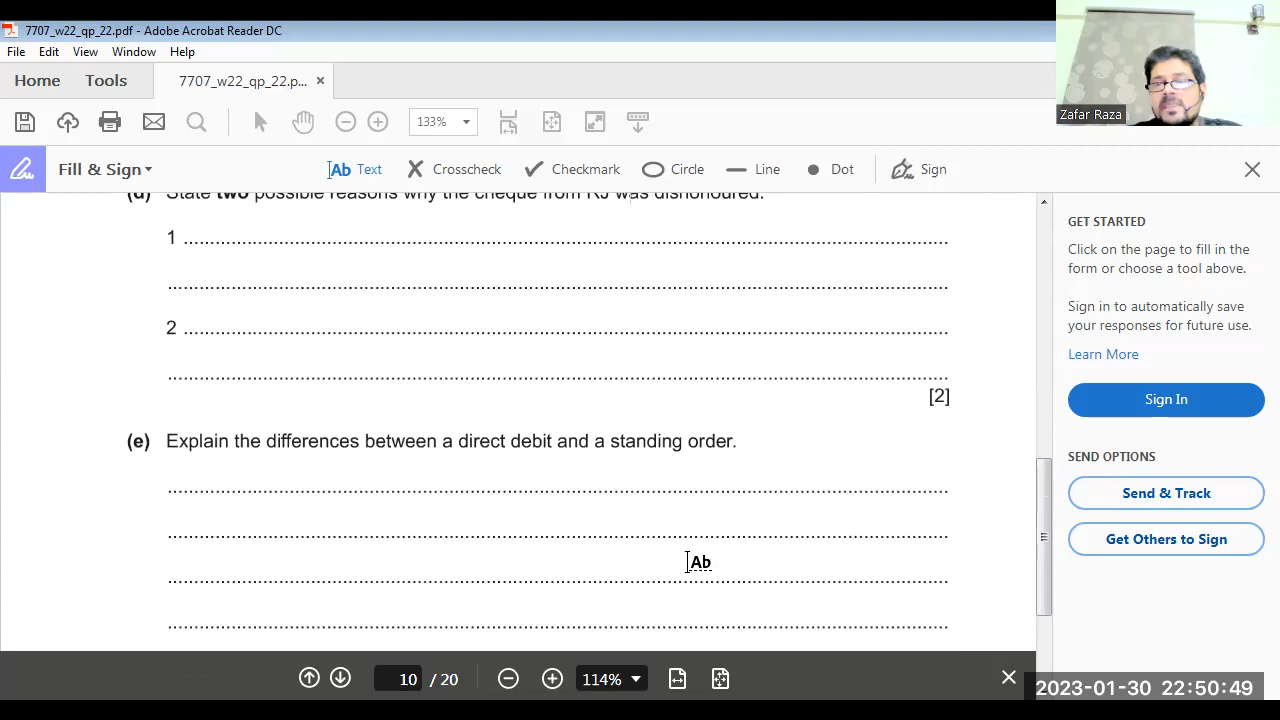 7707_w22_qp_22.pdf - Adobe Acrobat Reader DC
File Edit View Window Help
Home Tools 7707_w22_qp_22.p... ×
133%
Zafar Raza
Fill & Sign Ab Text Crosscheck Checkmark Circle Line Dot Sign
(d) State two possible reasons why the cheque from RJ was dishonoured.
1 ....................
....................
2 ....................
....................
[2]
(e) Explain the differences between a direct debit and a standing order.
....................
....................
Ab
....................
....................
GET STARTED
Click on the page to fill in the
form or choose a tool above.
Sign in to automatically save
your responses for future use.
Learn More
Sign In
SEND OPTIONS
Send & Track
Get Others to Sign
10 / 20 114%
2023-01-30 22:50:49